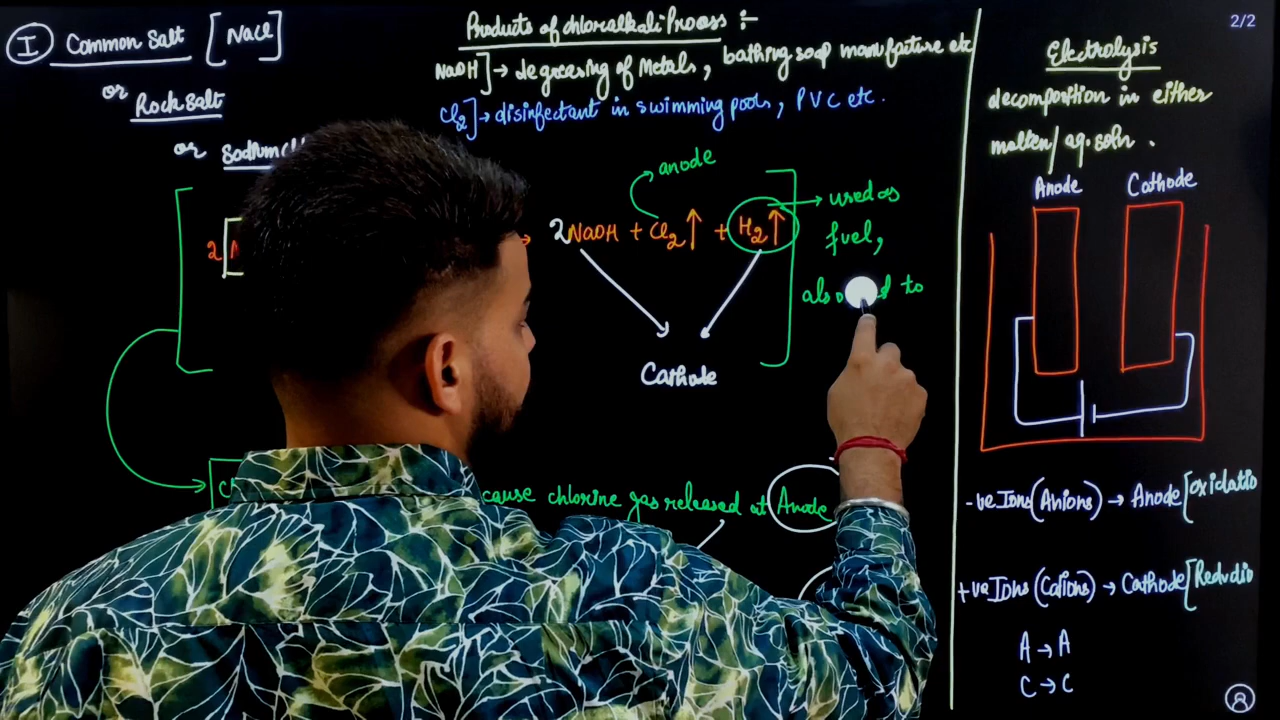 I Common Salt [NaCl]
or Rock Salt
or
Products of chloralkali Process :-
NaOH] → degreasing of Metals, bathing soap manufacture etc
Cl2] → disinfectant in swimming pools, PVC etc.
anode
2
2NaOH + Cl2↑ + H2↑
→ used as
fuel,
also to
Cathode
cause chlorine gas released at Anode
2/2
Electrolysis
decomposition in either
molten/aq.soln.
Anode Cathode
-ve Ions (Anions) → Anode [oxidatio
+ve Ions (Cations) → Cathode [Reductio
A → A
C → C